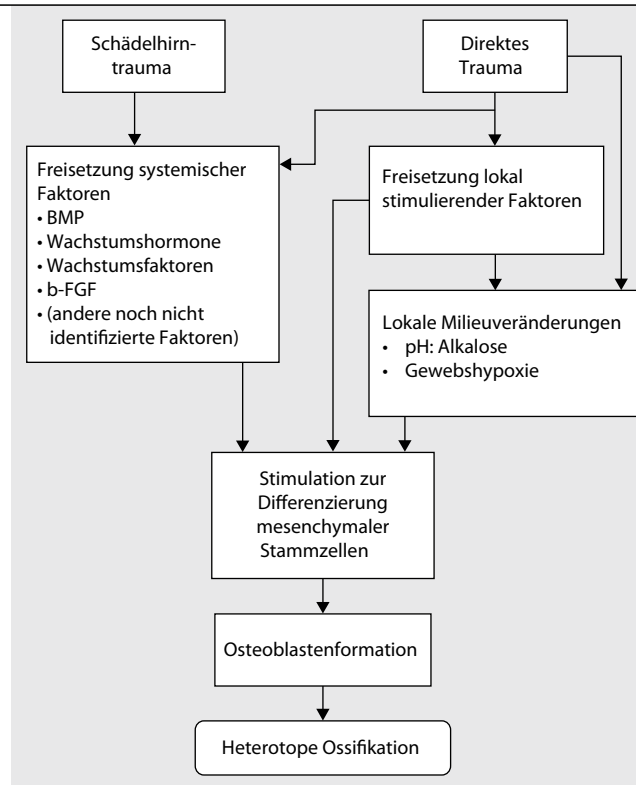 Schädelhirn-
trauma
Direktes
Trauma
Freisetzung systemischer
Faktoren
• BMP
• Wachstumshormone
• Wachstumsfaktoren
• b-FGF
• (andere noch nicht
identifizierte Faktoren)
Freisetzung lokal
stimulierender Faktoren
Lokale Milieuveränderungen
• pH: Alkalose
• Gewebshypoxie
Stimulation zur
Differenzierung
mesenchymaler
Stammzellen
Osteoblastenformation
Heterotope Ossifikation